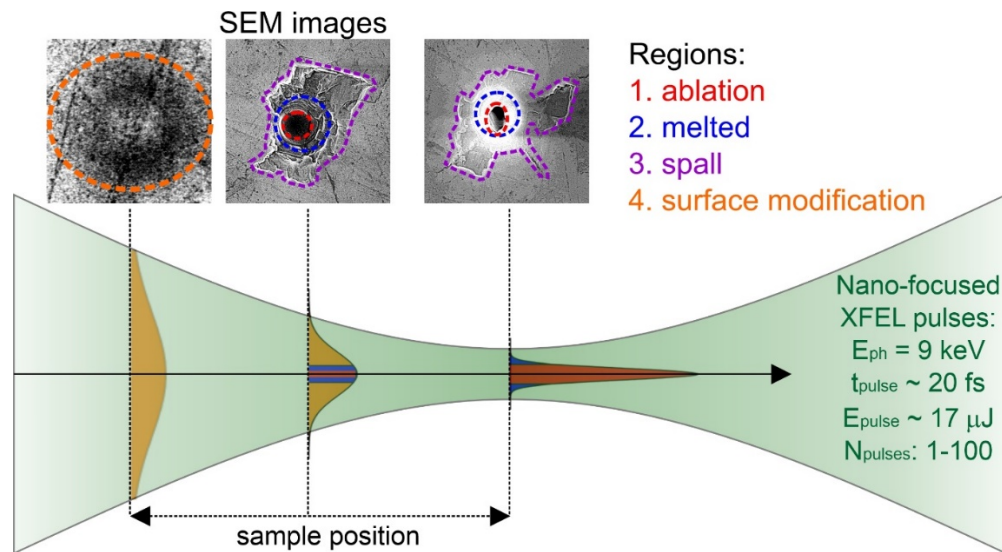 SEM images
Regions:
1. ablation
2. melted
3. spall
4. surface modification
Nano-focused
XFEL pulses:
Eph = 9 keV
tpulse ~ 20 fs
Epulse ~ 17 μJ
Npulses: 1-100
sample position